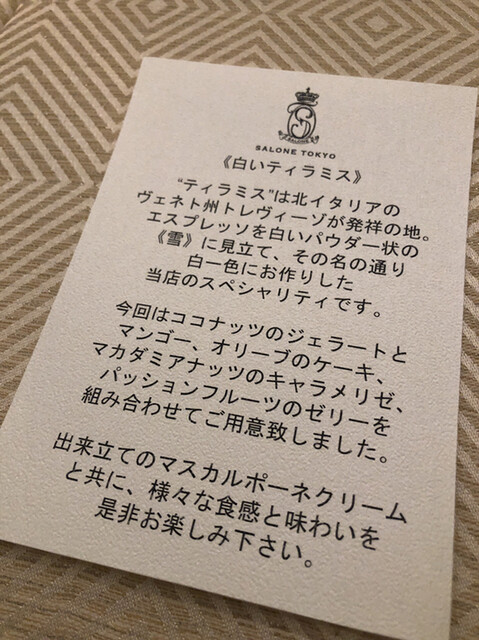 SALONE TOKYO
《白いティラミス》
“ティラミス”は北イタリアの
ヴェネト州トレヴィーゾが発祥の地。
エスプレッソを白いパウダー状の
《雪》に見立て、その名の通り
白一色にお作りした
当店のスペシャリティです。
今回はココナッツのジェラートと
マンゴー、オリーブのケーキ、
マカダミアナッツのキャラメリゼ、
パッションフルーツのゼリーを
組み合わせてご用意致しました。
出来立てのマスカルポーネクリーム
と共に、様々な食感と味わいを
是非お楽しみ下さい。